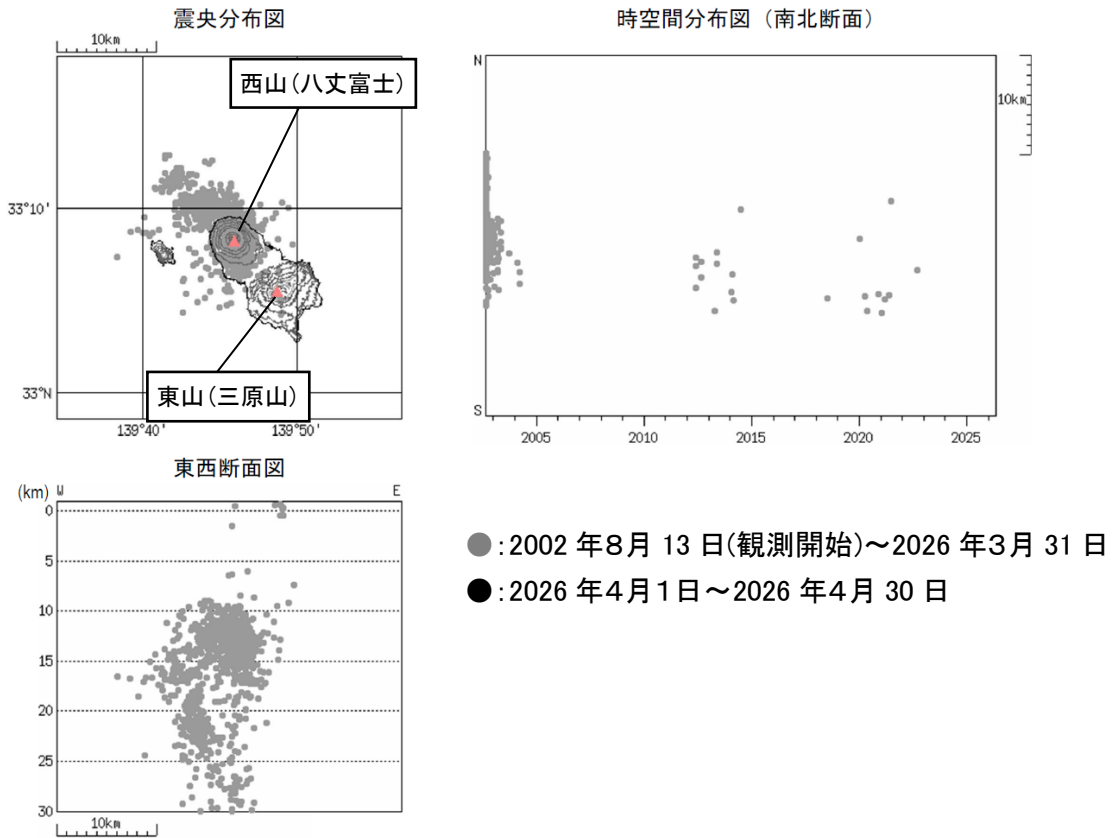 震央分布図
10km
西山(八丈富士)
33°10'
東山(三原山)
33°N
139°40'
139°50'
時空間分布図(南北断面)
N
10km
S
2005
2010
2015
2020
2025
東西断面図
(km) W E
0
5
10
15
20
25
30
10km
●:2002 年8月 13 日(観測開始)~2026 年3月 31 日
●:2026 年4月1日~2026 年4月 30 日